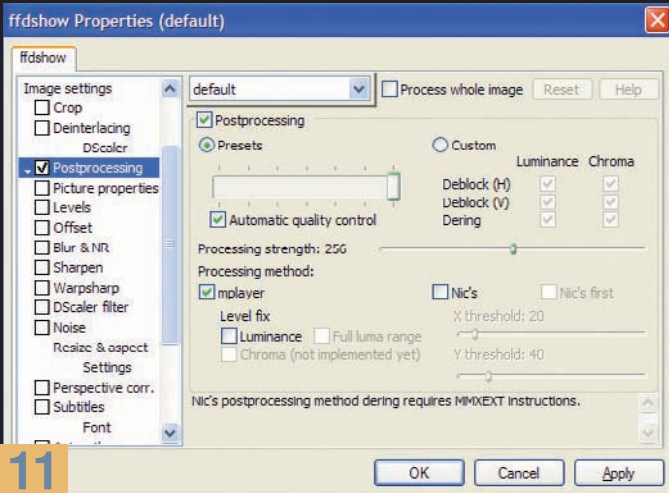 ffdshow Properties (default)
ffdshow
Image settings
Crop
Deinterlacing
DScaler
Postprocessing
Picture properties
Levels
Offset
Blur & NR
Sharpen
Warpsharp
DScaler filter
Noise
Resize & aspect
Settings
Perspective corr.
Subtitles
Font
default
Process whole image
Reset
Help
Postprocessing
Presets
Custom
Luminance Chroma
Deblock (H)
Deblock (V)
Dering
Automatic quality control
Processing strength: 256
Processing method:
mplayer
Nic's
Nic's first
Level fix
Luminance
Full luma range
Chroma (not implemented yet)
X threshold: 20
Y threshold: 40
Nic's postprocessing method dering requires MMXEXT instructions.
OK
Cancel
Apply
11